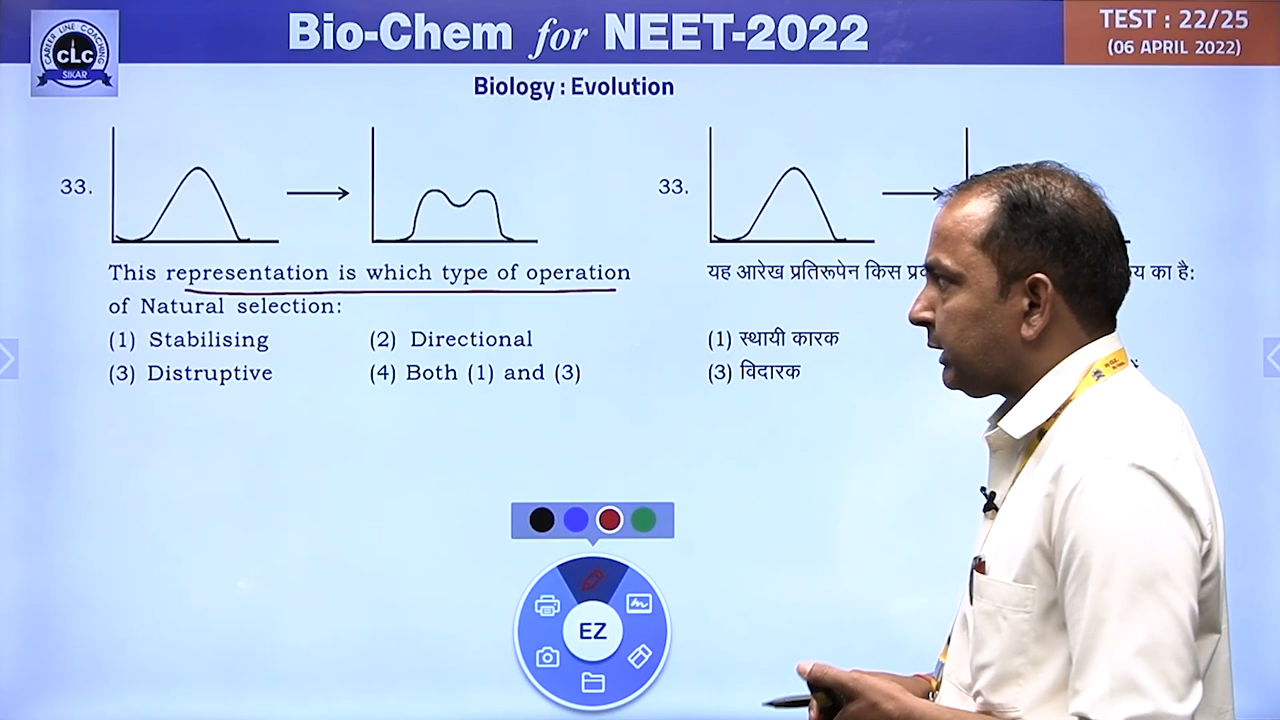 Bio-Chem for NEET-2022
TEST : 22/25
(06 APRIL 2022)
CAREER LINE COACHING
CLC
SIKAR
Biology : Evolution
33.
This representation is which type of operation
of Natural selection:
(1) Stabilising
(2) Directional
(3) Distruptive
(4) Both (1) and (3)
33.
यह आरेख प्रतिरूपेन किस
का है:
(1) स्थायी कारक
(3) विदारक
EZ